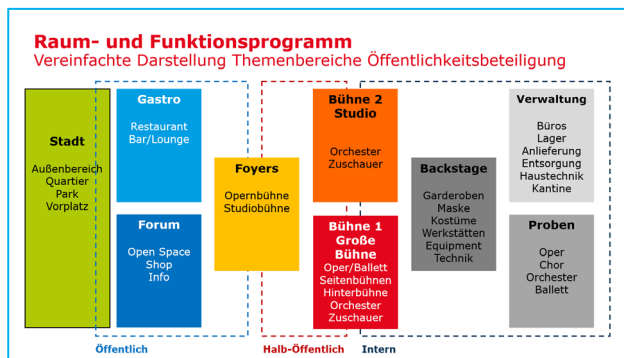 Raum- und Funktionsprogramm
Vereinfachte Darstellung Themenbereiche Öffentlichkeitsbeteiligung
Stadt
Außenbereich
Quartier
Park
Vorplatz
Gastro
Restaurant
Bar/Lounge
Forum
Open Space
Shop
Info
Foyers
Opernbühne
Studiobühne
Bühne 2
Studio
Orchester
Zuschauer
Bühne 1
Große
Bühne
Oper/Ballett
Seitenbühnen
Hinterbühne
Orchester
Zuschauer
Backstage
Garderoben
Maske
Kostüme
Werkstätten
Equipment
Technik
Verwaltung
Büros
Lager
Anlieferung
Entsorgung
Haustechnik
Kantine
Proben
Oper
Chor
Orchester
Ballett
Öffentlich
Halb-Öffentlich
Intern